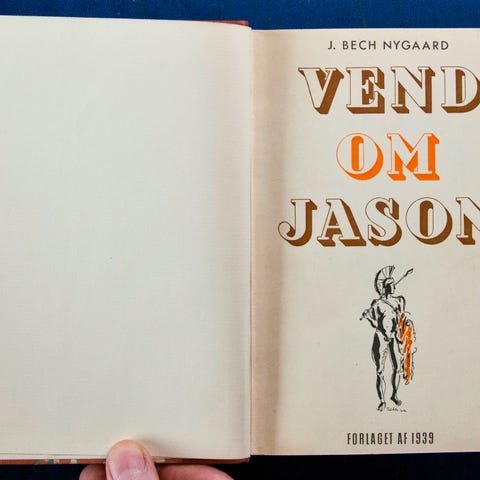 J. BECH NYGAARD
VEND
OM
JASON
FORLAGET AF 1939